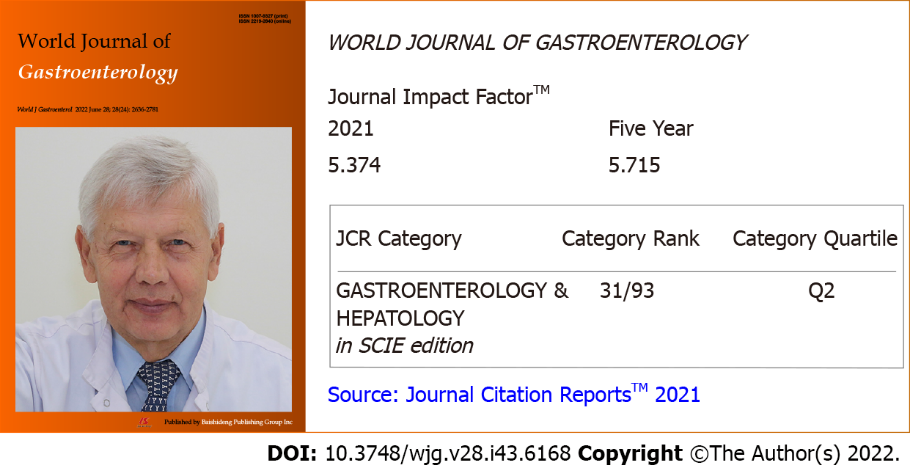 ISSN 1007-9327 (print)
ISSN 2219-2840 (online)
World Journal of
Gastroenterology
World J Gastroenterol 2022 June 28; 28(24): 2656-2781
Published by Baishideng Publishing Group Inc
WORLD JOURNAL OF GASTROENTEROLOGY
Journal Impact Factor™
2021 Five Year
5.374 5.715
JCR Category Category Rank Category Quartile
GASTROENTEROLOGY & 31/93 Q2
HEPATOLOGY
in SCIE edition
Source: Journal Citation Reports™ 2021
DOI: 10.3748/wjg.v28.i43.6168 Copyright ©The Author(s) 2022.